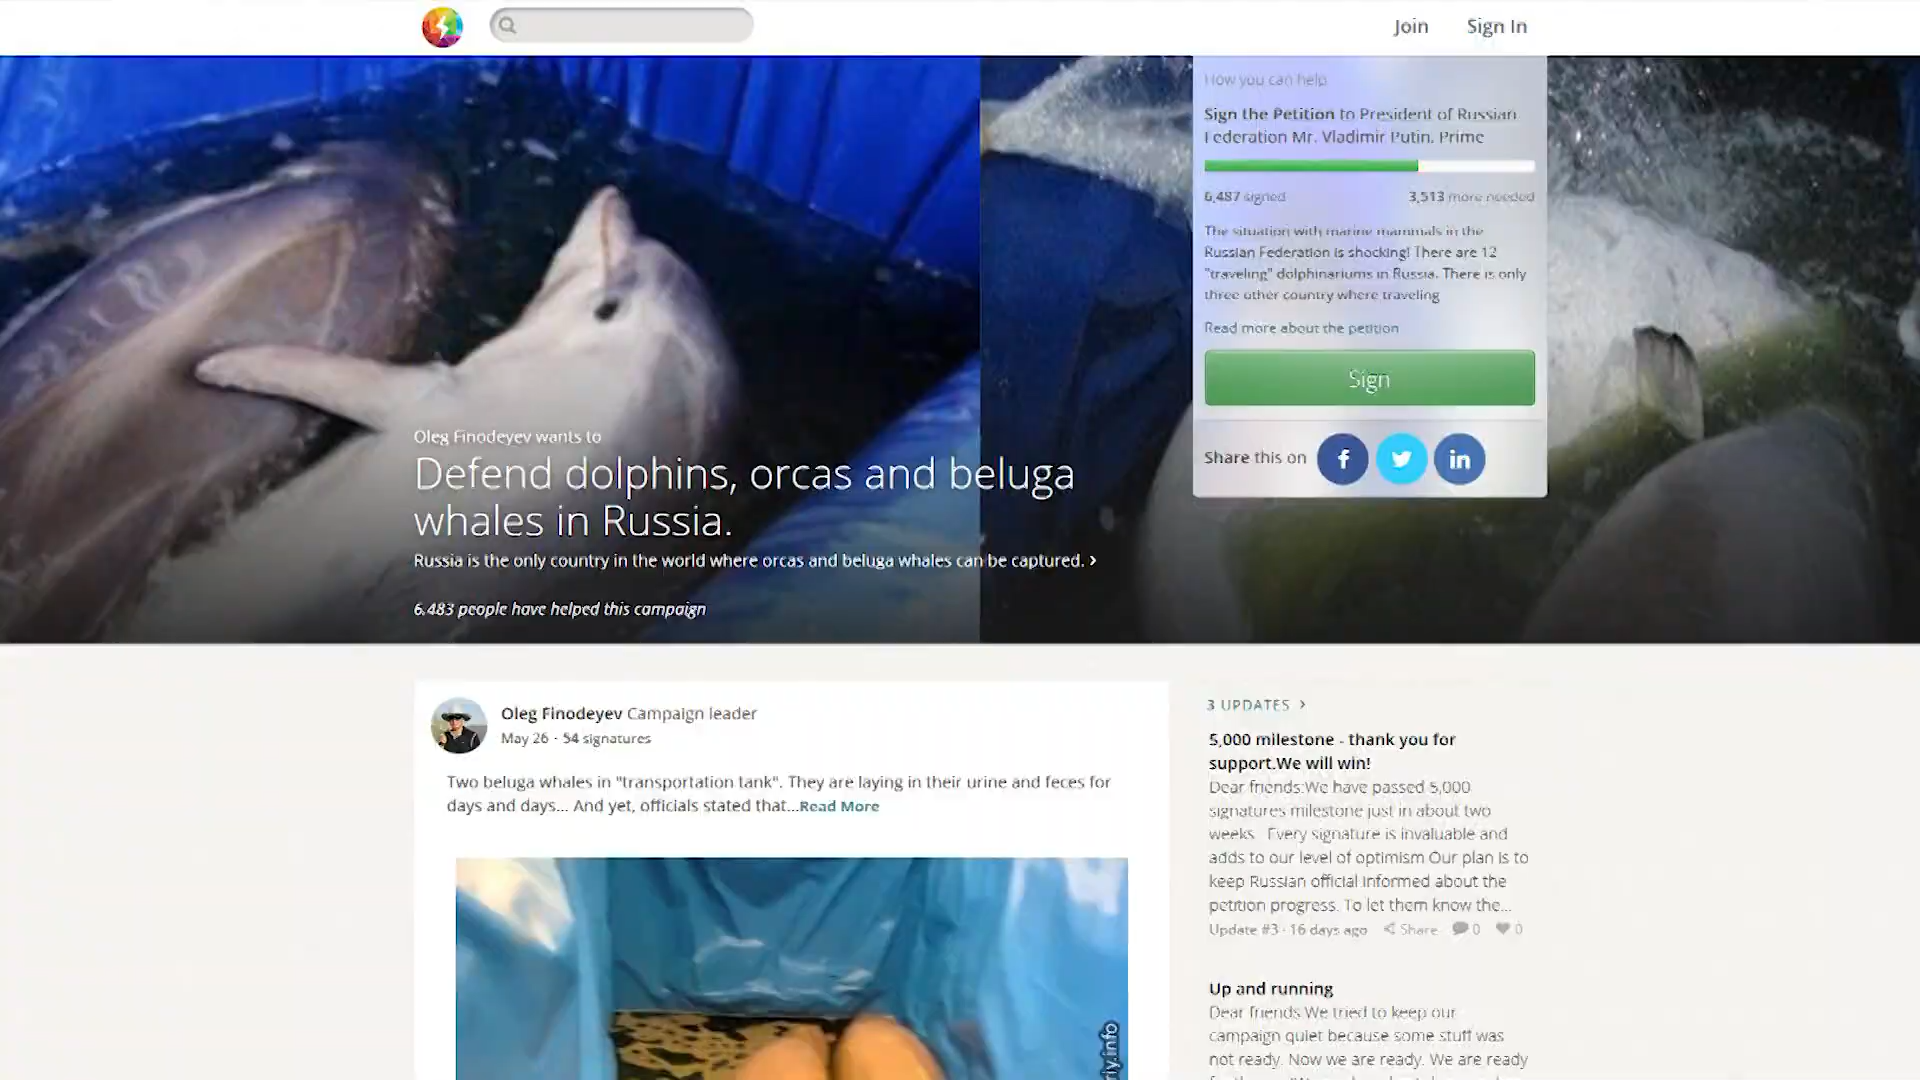 Join Sign In
How you can help
Sign the Petition to President of Russian
Federation Mr. Vladimir Putin, Prime
6,487 signed 3,513 more needed
The situation with marine mammals in the
Russian Federation is shocking! There are 12
"traveling" dolphinariums in Russia. There is only
three other country where traveling
Read more about the petition
Sign
Share this on
Oleg Finodeyev wants to
Defend dolphins, orcas and beluga
whales in Russia.
Russia is the only country in the world where orcas and beluga whales can be captured. ›
6,483 people have helped this campaign
Oleg Finodeyev Campaign leader
May 26 · 54 signatures
Two beluga whales in "transportation tank". They are laying in their urine and feces for
days and days... And yet, officials stated that...Read More
riy.info
3 UPDATES ›
5,000 milestone - thank you for
support.We will win!
Dear friends:We have passed 5,000
signatures milestone just in about two
weeks. Every signature is invaluable and
adds to our level of optimism Our plan is to
keep Russian official informed about the
petition progress. To let them know the...
Update #3 · 16 days ago Share 0 0
Up and running
Dear friends We tried to keep our
campaign quiet because some stuff was
not ready. Now we are ready. We are ready